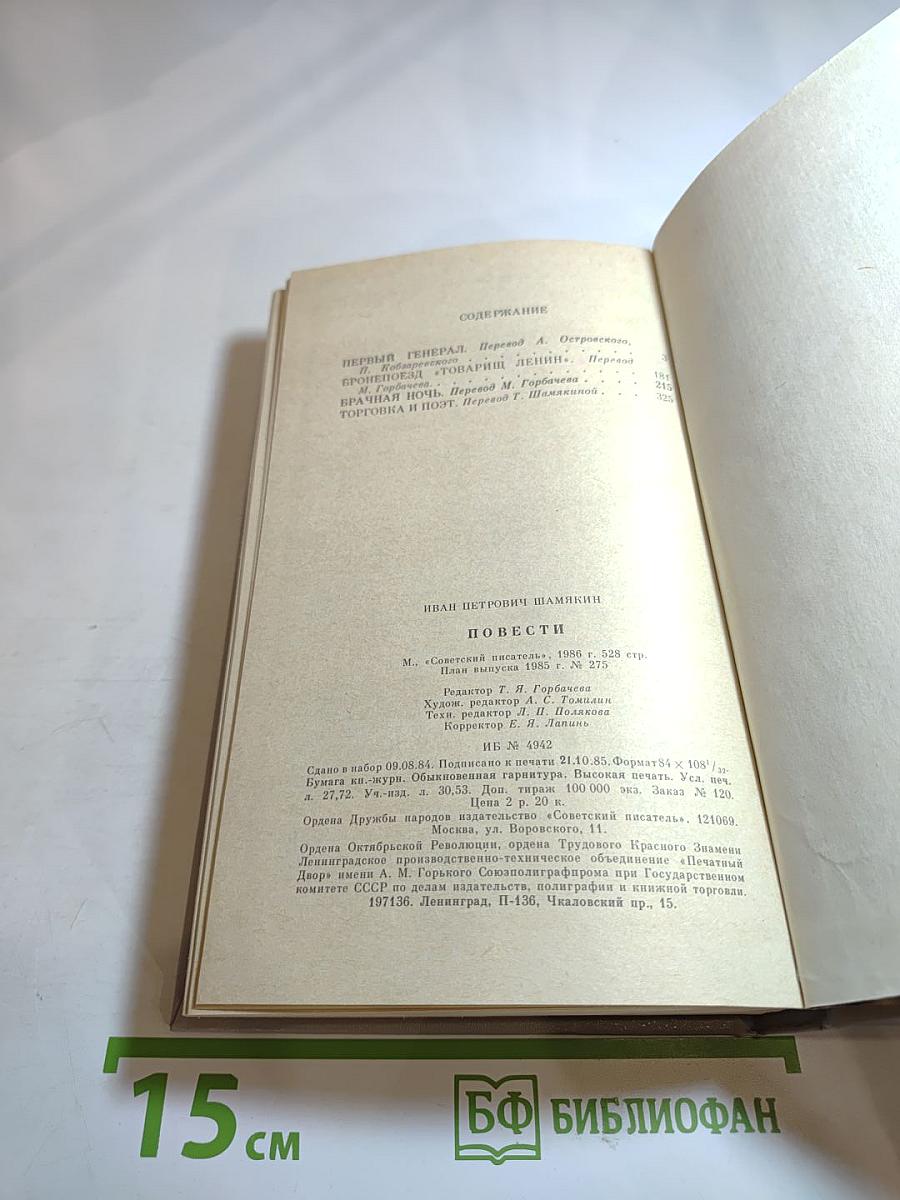 СОДЕРЖАНИЕ
ПЕРВЫЙ ГЕНЕРАЛ. Перевод А. Островского,
П. Кобзаревского . . . . . . . . . . . 3
БРОНЕПОЕЗД «ТОВАРИЩ ЛЕНИН». Перевод
М. Горбачева. . . . . . . . . . . . . 181
БРАЧНАЯ НОЧЬ. Перевод М. Горбачева . . . . 215
ТОРГОВКА И ПОЭТ. Перевод Т. Шамякиной . . . 325
ИВАН ПЕТРОВИЧ ШАМЯКИН
ПОВЕСТИ
М., «Советский писатель», 1986 г. 528 стр.
План выпуска 1985 г. № 275
Редактор Т. Я. Горбачева
Худож. редактор А. С. Томилин
Техн. редактор Л. П. Полякова
Корректор Е. Я. Лапинь
ИБ № 4942
Сдано в набор 09.08.84. Подписано к печати 21.10.85. Формат 84 × 108¹/₃₂.
Бумага кн.-журн. Обыкновенная гарнитура. Высокая печать. Усл. печ.
л. 27,72. Уч.-изд. л. 30,53. Доп. тираж 100 000 экз. Заказ № 120.
Цена 2 р. 20 к.
Ордена Дружбы народов издательство «Советский писатель». 121069.
Москва, ул. Воровского, 11.
Ордена Октябрьской Революции, ордена Трудового Красного Знамени
Ленинградское производственно-техническое объединение «Печатный
Двор» имени А. М. Горького Союзполиграфпрома при Государственном
комитете СССР по делам издательств, полиграфии и книжной торговли.
197136. Ленинград, П-136, Чкаловский пр., 15.
15 СМ
БФ БИБЛИОФАН